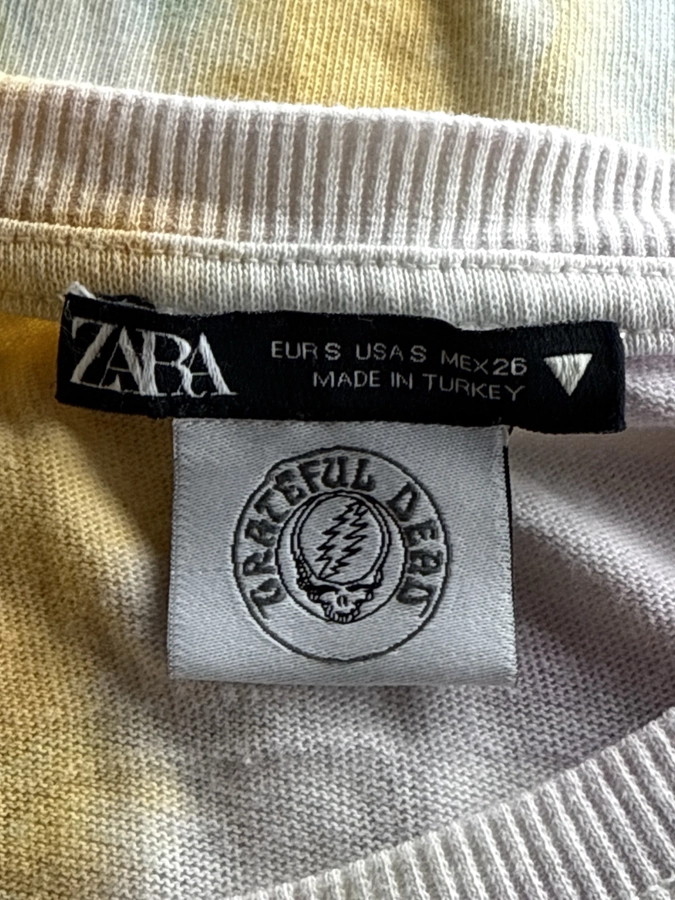 ZARA
EUR S USA S MEX 26
MADE IN TURKEY
GRATEFUL DEAD